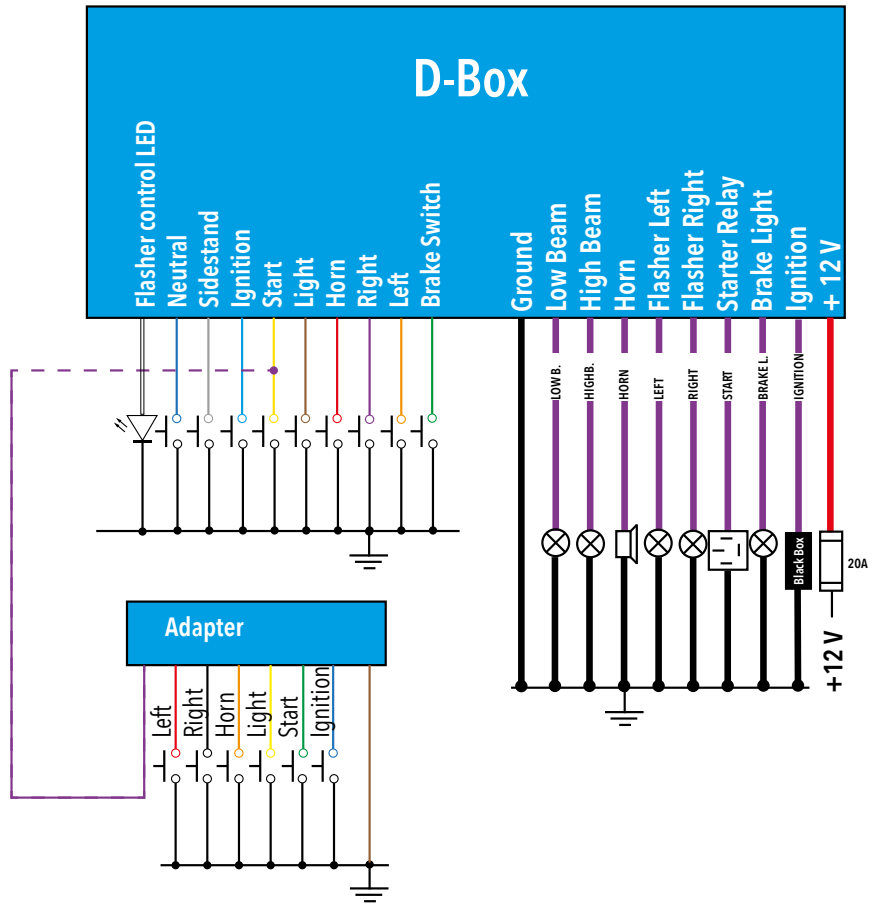 D-Box
Flasher control LED
Neutral
Sidestand
Ignition
Start
Light
Horn
Right
Left
Brake Switch
Ground
Low Beam
High Beam
Horn
Flasher Left
Flasher Right
Starter Relay
Brake Light
Ignition
+ 12 V
LOW B.
HIGH B.
HORN
LEFT
RIGHT
START
BRAKE L.
IGNITION
Black Box
20A
+12 V
Adapter
Left
Right
Horn
Light
Start
Ignition